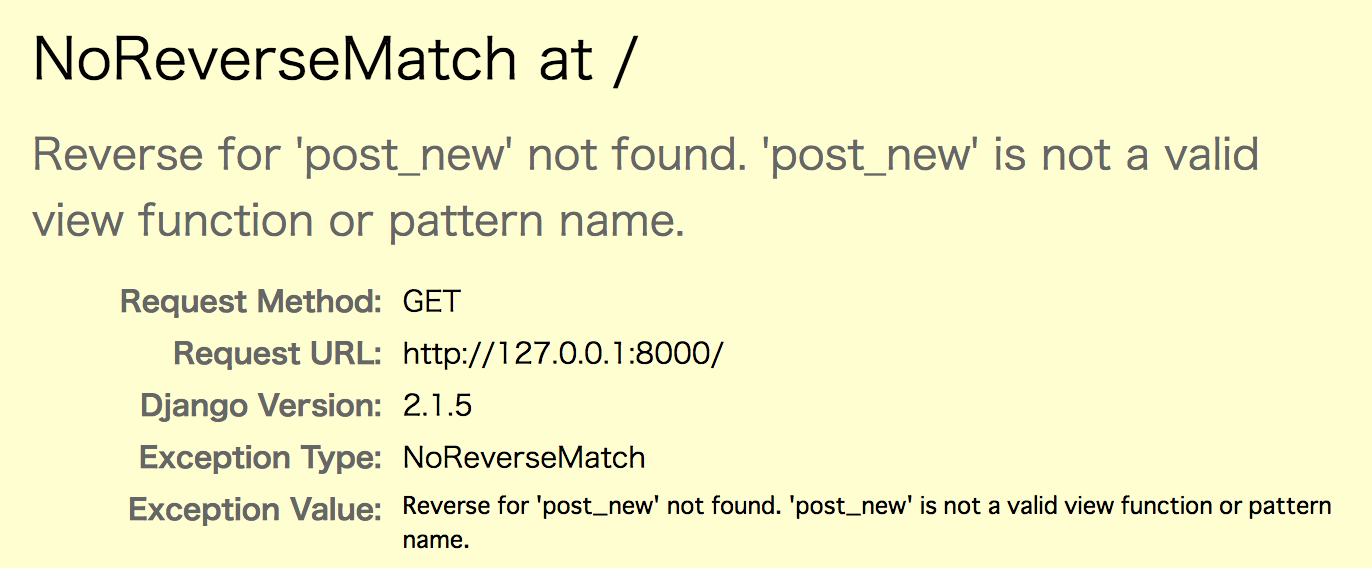 NoReverseMatch at /
Reverse for 'post_new' not found. 'post_new' is not a valid
view function or pattern name.
Request Method: GET
Request URL: http://127.0.0.1:8000/
Django Version: 2.1.5
Exception Type: NoReverseMatch
Exception Value: Reverse for 'post_new' not found. 'post_new' is not a valid view function or pattern
name.